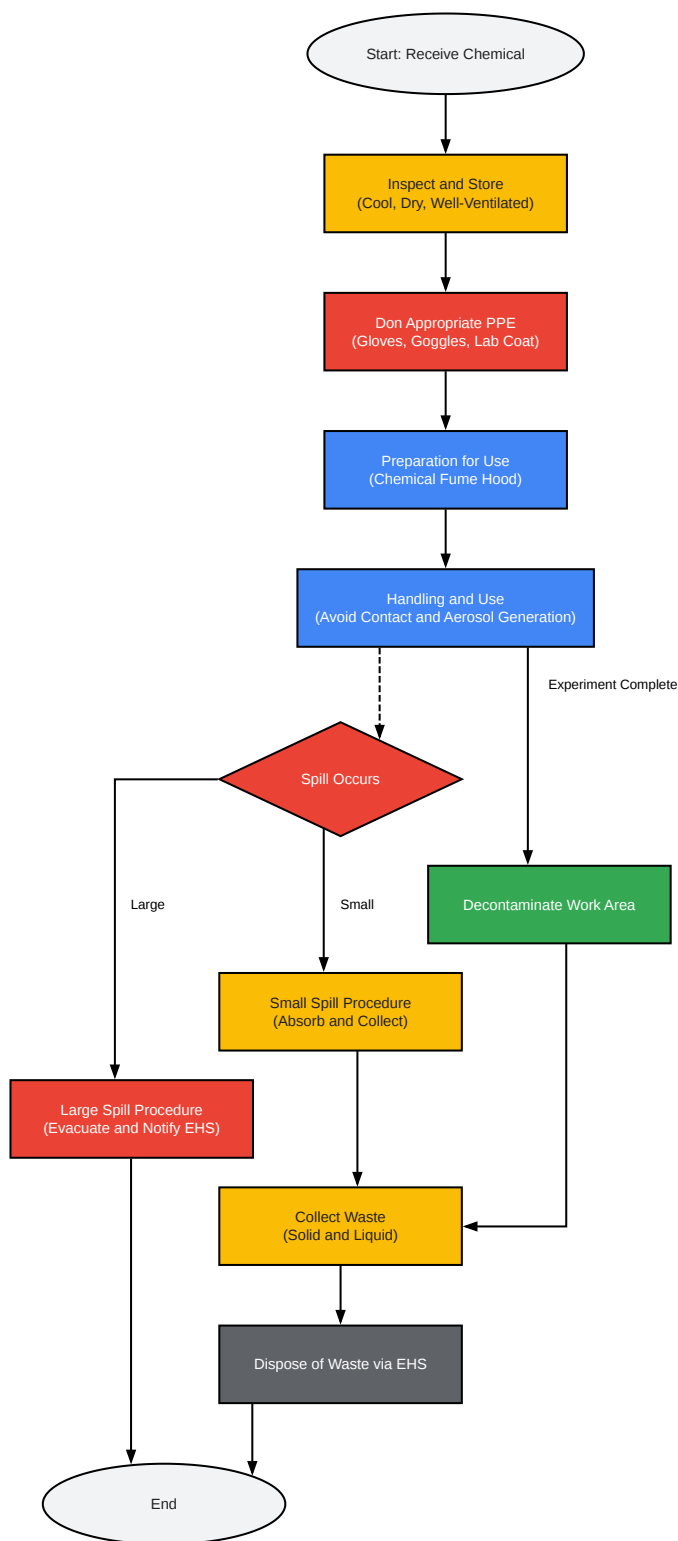 Start: Receive Chemical
Inspect and Store
(Cool, Dry, Well-Ventilated)
Don Appropriate PPE
(Gloves, Goggles, Lab Coat)
Preparation for Use
(Chemical Fume Hood)
Handling and Use
(Avoid Contact and Aerosol Generation)
Experiment Complete
Spill Occurs
Large
Small
Decontaminate Work Area
Small Spill Procedure
(Absorb and Collect)
Large Spill Procedure
(Evacuate and Notify EHS)
Collect Waste
(Solid and Liquid)
Dispose of Waste via EHS
End